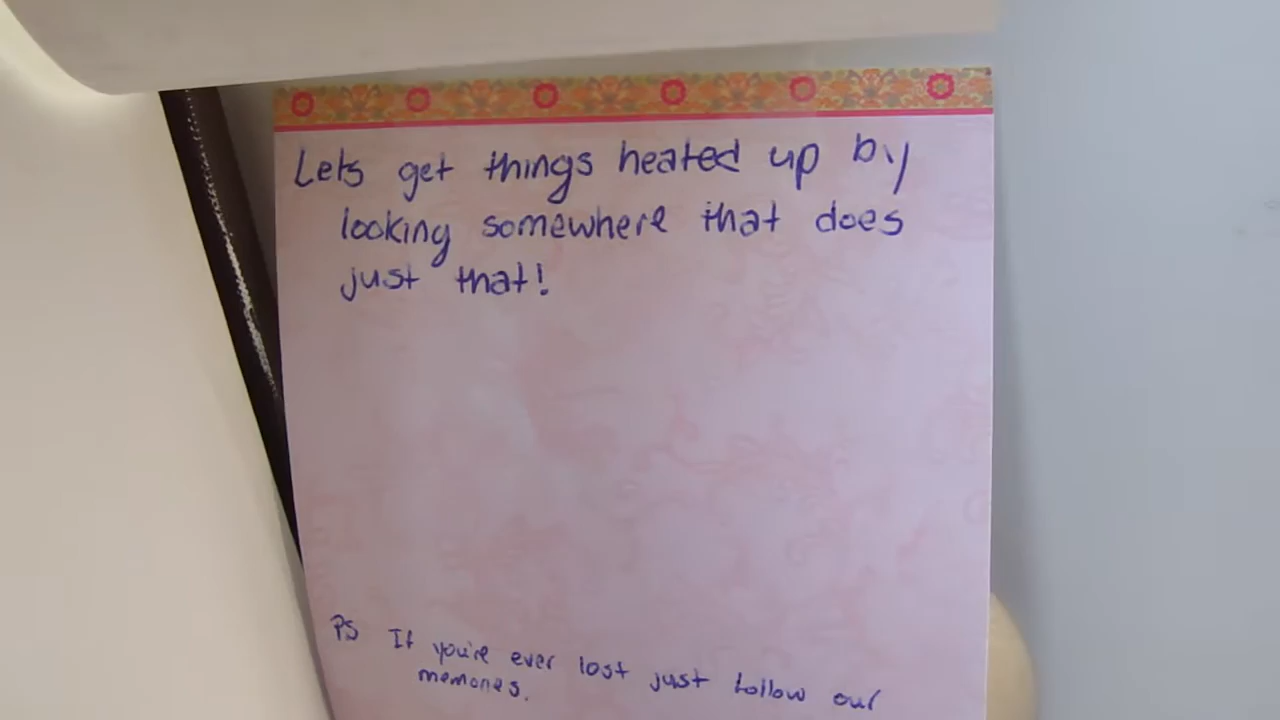 Lets get things heated up by
looking somewhere that does
just that!
PS If you're ever lost just follow our
memories.